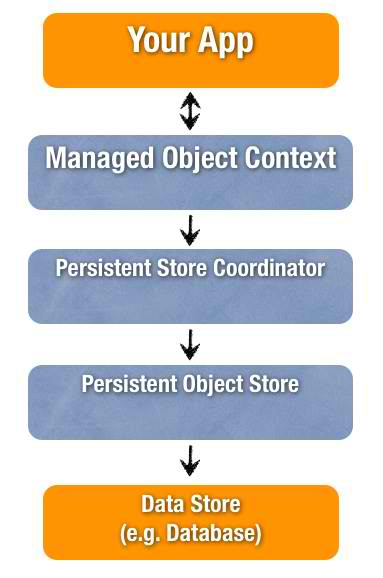 Your App
Managed Object Context
Persistent Store Coordinator
Persistent Object Store
Data Store
(e.g. Database)